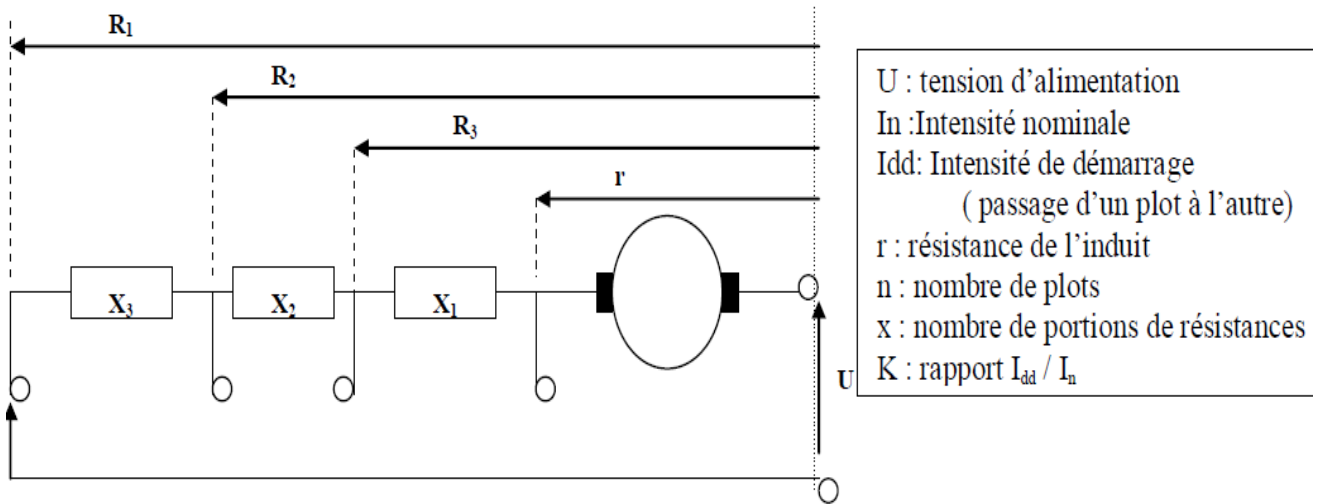 R1
R2
R3
r
X3
X2
X1
U
U : tension d'alimentation
In :Intensité nominale
Idd: Intensité de démarrage
( passage d'un plot à l'autre)
r : résistance de l'induit
n : nombre de plots
x : nombre de portions de résistances
K : rapport Idd / In